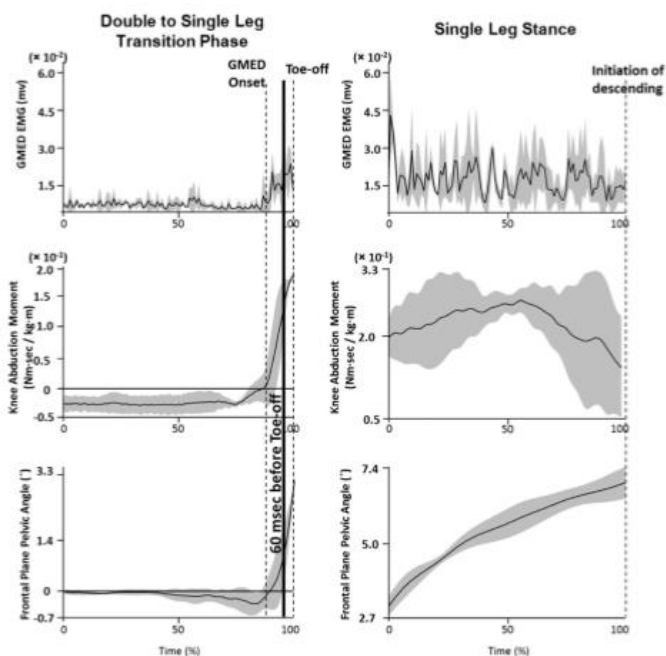 Double to Single Leg
Transition Phase
Single Leg Stance
(× 10⁻²)
GMED
Onset
Toe-off
GMED EMG (mv)
6.0
4.5
3.0
1.5
0
50
100
(× 10⁻²)
Initiation of
descending
GMED EMG (mv)
6.0
4.5
3.0
1.5
0
50
100
(× 10⁻¹)
Knee Abduction Moment
(Nm·sec / kg·m)
2.0
1.5
1.0
0.5
0
-0.5
0
50
100
(× 10⁻¹)
Knee Abduction Moment
(Nm·sec / kg·m)
3.3
2.0
0.5
0
50
100
60 msec before Toe-off
Frontal Plane Pelvic Angle (°)
3.3
1.4
0
-0.7
0
50
100
Time (%)
Frontal Plane Pelvic Angle (°)
7.4
5.0
2.7
0
50
100
Time (%)